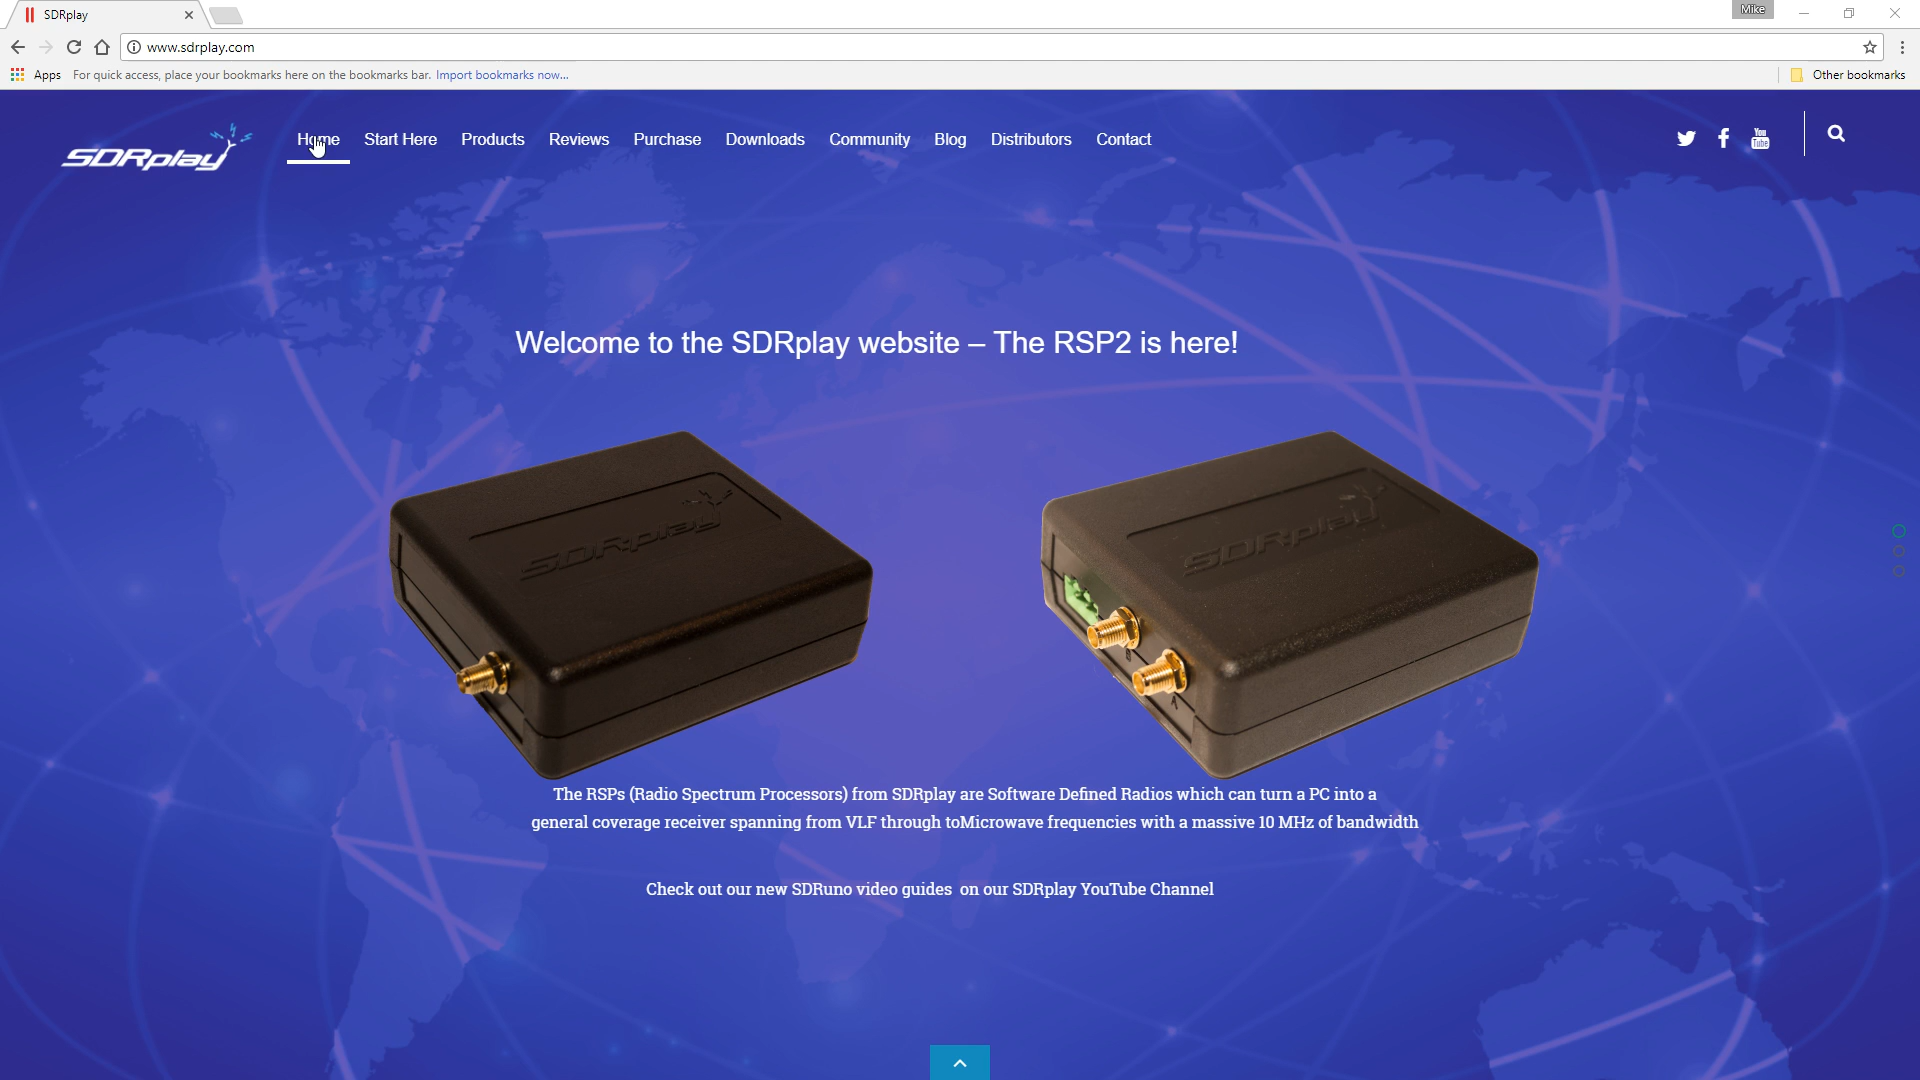 SDRplay
Mike
www.sdrplay.com
Apps For quick access, place your bookmarks here on the bookmarks bar. Import bookmarks now... Other bookmarks
SDRplay Home Start Here Products Reviews Purchase Downloads Community Blog Distributors Contact You Tube
Welcome to the SDRplay website – The RSP2 is here!
SDRplay SDRplay
B
A
The RSPs (Radio Spectrum Processors) from SDRplay are Software Defined Radios which can turn a PC into a
general coverage receiver spanning from VLF through toMicrowave frequencies with a massive 10 MHz of bandwidth
Check out our new SDRuno video guides on our SDRplay YouTube Channel